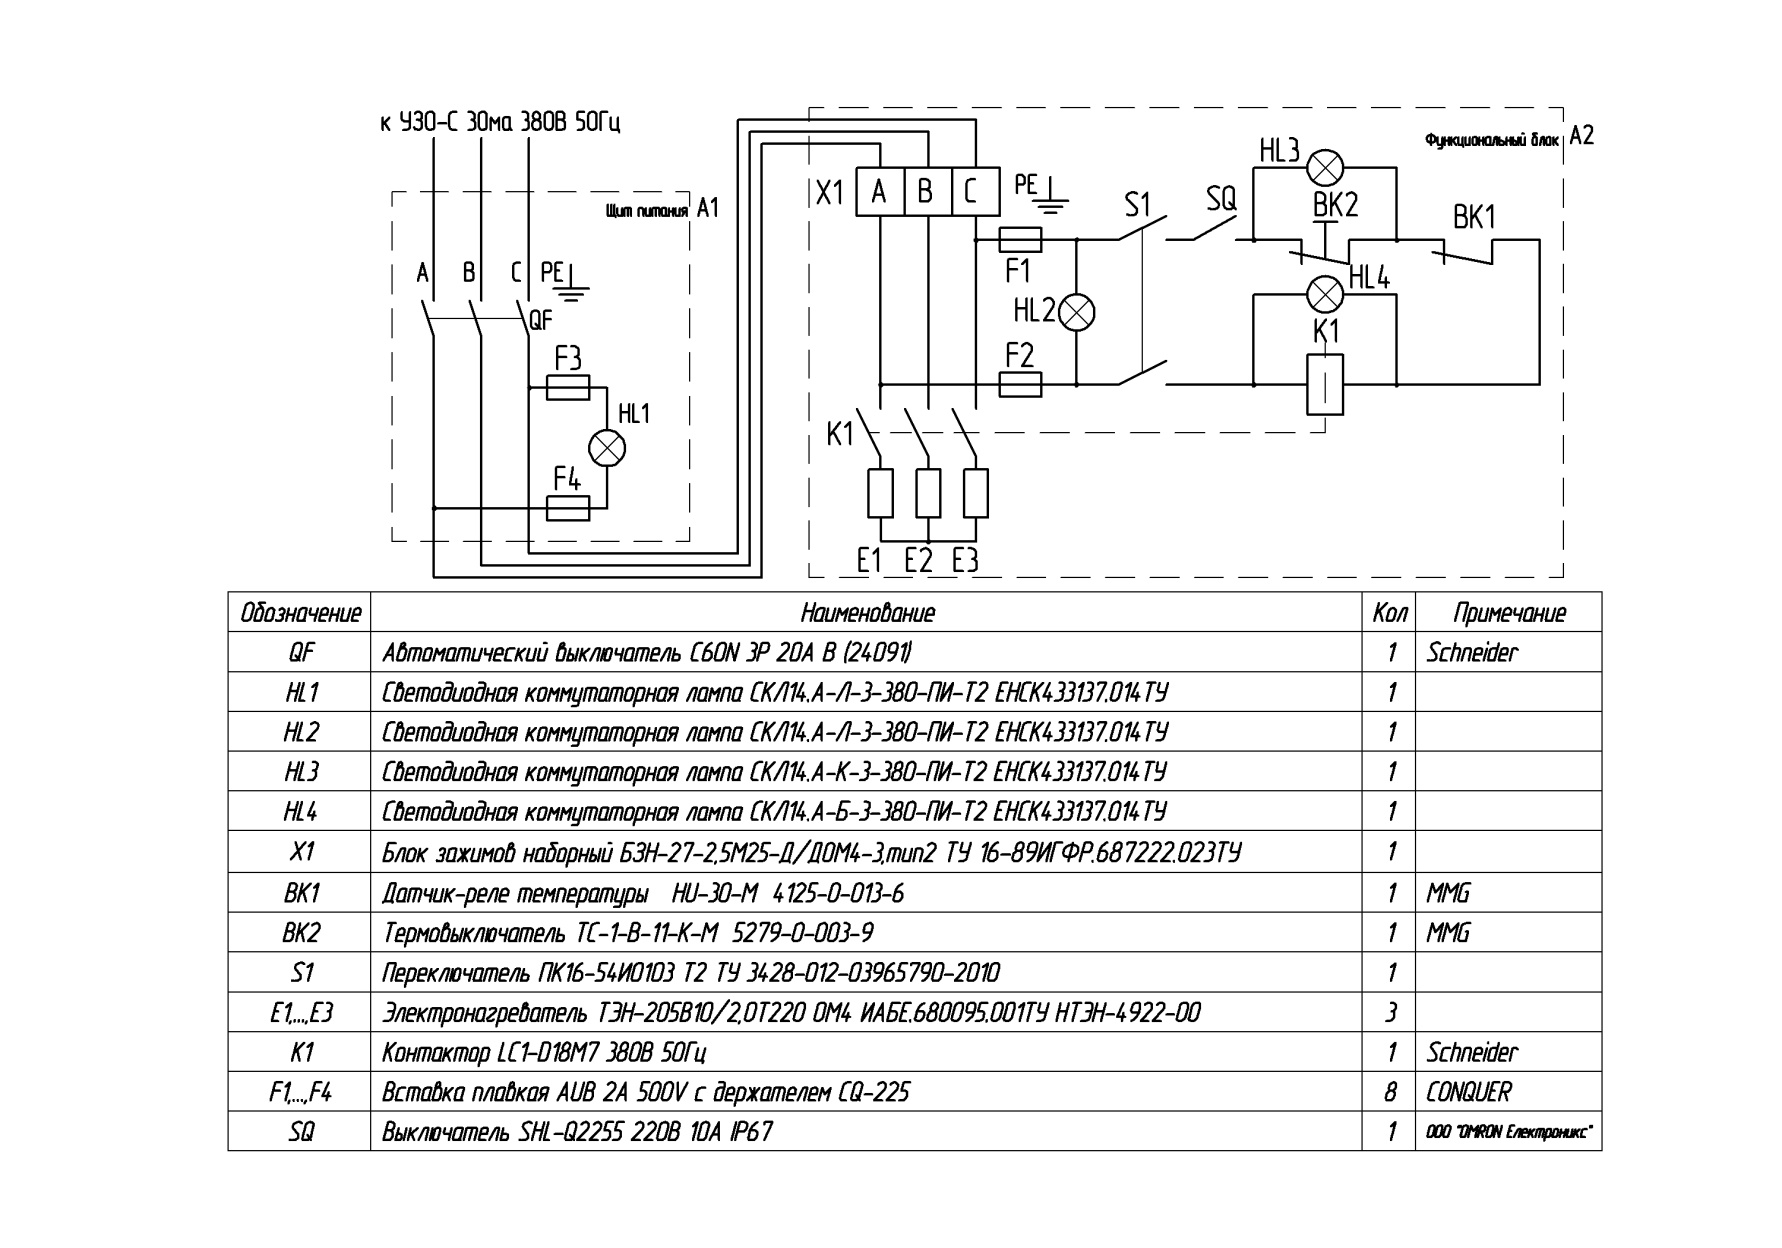 к УЗО-С 30ма 380В 50Гц
Щит питания А1
Функциональный блок А2
A B C PE
QF
F3
HL1
F4
X1 A B C PE
F1
HL2
F2
S1
SQ
HL3
BK2
BK1
HL4
K1
K1
E1 E2 E3
Обозначение Наименование Кол Примечание
QF Автоматический выключатель C60N 3P 20A B (24091) 1 Schneider
HL1 Светодиодная коммутаторная лампа СКЛ14.А-Л-3-380-ПИ-Т2 ЕНСК433137.014ТУ 1
HL2 Светодиодная коммутаторная лампа СКЛ14.А-Л-3-380-ПИ-Т2 ЕНСК433137.014ТУ 1
HL3 Светодиодная коммутаторная лампа СКЛ14.А-К-3-380-ПИ-Т2 ЕНСК433137.014ТУ 1
HL4 Светодиодная коммутаторная лампа СКЛ14.А-Б-3-380-ПИ-Т2 ЕНСК433137.014ТУ 1
X1 Блок зажимов наборный БЗН-27-2,5М25-Д/ДОМ4-3,тип2 ТУ 16-89ИГФР.687222.023ТУ 1
BK1 Датчик-реле температуры HU-30-M 4125-0-013-6 1 MMG
BK2 Термовыключатель ТС-1-В-11-К-М 5279-0-003-9 1 MMG
S1 Переключатель ПК16-54И0103 Т2 ТУ 3428-012-03965790-2010 1
E1,...,E3 Электронагреватель ТЭН-205В10/2,0Т220 ОМ4 ИАБЕ.680095.001ТУ НТЭН-4922-00 3
K1 Контактор LC1-D18M7 380В 50Гц 1 Schneider
F1,...,F4 Вставка плавкая AUB 2A 500V с держателем CQ-225 8 CONQUER
SQ Выключатель SHL-Q2255 220В 10А IP67 1 ООО "OMRON Електроникс"